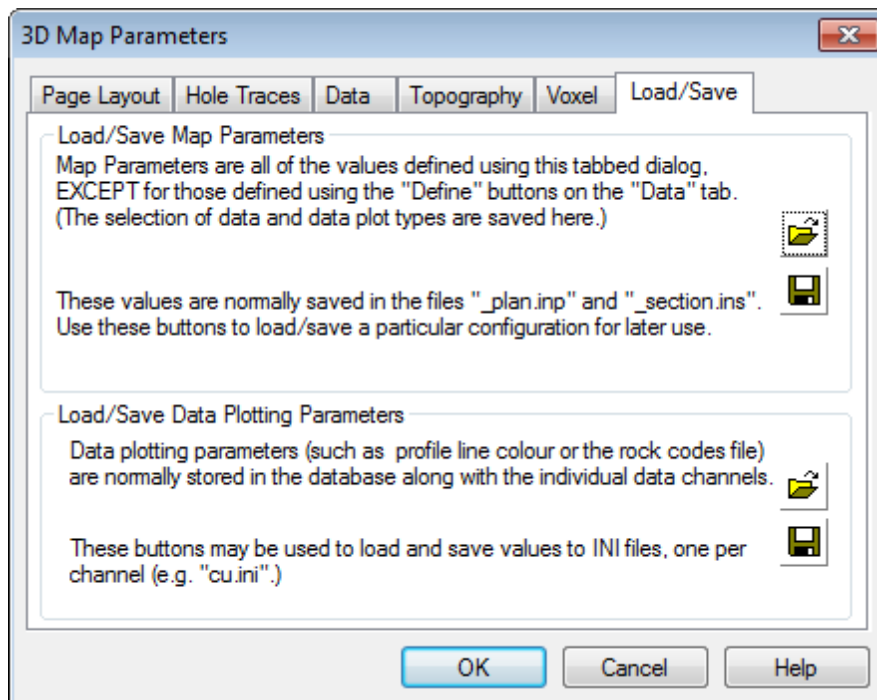 3D Map Parameters
Page Layout Hole Traces Data Topography Voxel Load/Save
Load/Save Map Parameters
Map Parameters are all of the values defined using this tabbed dialog,
EXCEPT for those defined using the "Define" buttons on the "Data" tab.
(The selection of data and data plot types are saved here.)
These values are normally saved in the files "_plan.inp" and "_section.ins".
Use these buttons to load/save a particular configuration for later use.
Load/Save Data Plotting Parameters
Data plotting parameters (such as profile line colour or the rock codes file)
are normally stored in the database along with the individual data channels.
These buttons may be used to load and save values to INI files, one per
channel (e.g. "cu.ini".)
OK Cancel Help